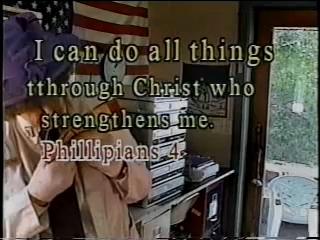 I can do all things
tthrough Christ who
strengthens me.
Phillipians 4: